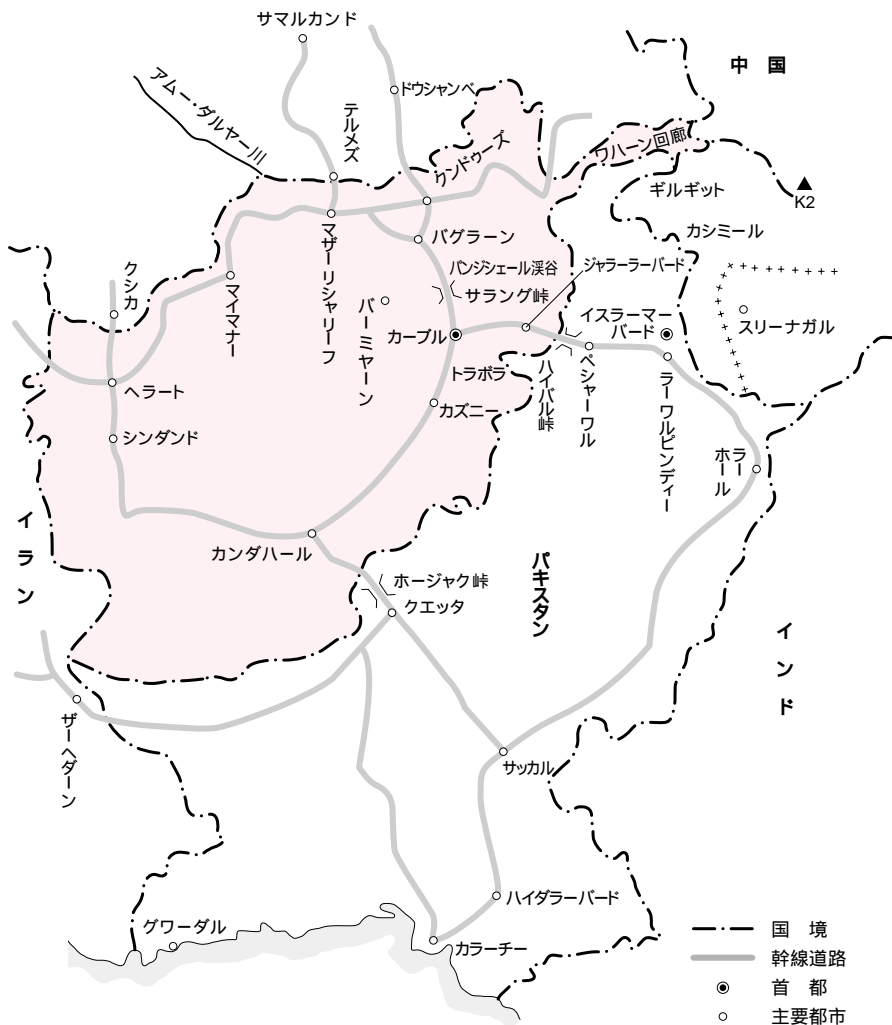 サマルカンド
中 国
アムー・ダルヤー川
ドウシャンベ
テルメズ
クンドゥーズ
ワハーン回廊
ギルギット
K2
カシミール
マザーリシャリーフ
バグラーン
クシカ
マイマナー
バーミヤーン
パンジシェール渓谷
ジャラーラーバード
サラング峠
イスラーマーバード
スリーナガル
カーブル
ヘラート
トラボラ
ハイバル峠
ペシャーワル
ラーワルピンディー
カズニー
シンダンド
ラーホール
イラン
カンダハール
パキスタン
ホージャク峠
クエッタ
インド
ザーヘダーン
サッカル
ハイダラーバード
グワーダル
カラーチー
国 境
幹線道路
首 都
主要都市